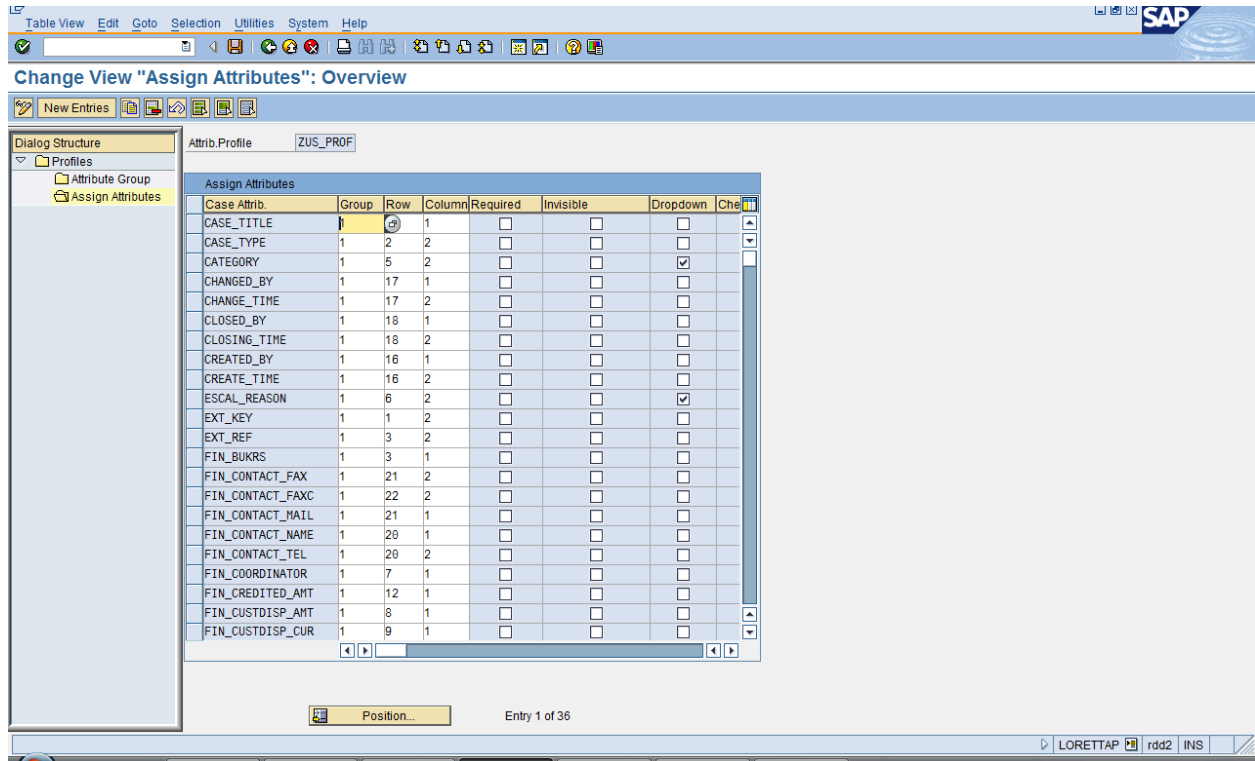 Table View Edit Goto Selection Utilities System Help
SAP
Change View "Assign Attributes": Overview
New Entries
Dialog Structure
Profiles
Attribute Group
Assign Attributes
Attrib.Profile ZUS_PROF
Assign Attributes
Case Attrib. Group Row Column Required Invisible Dropdown Che
CASE_TITLE 1 1
CASE_TYPE 1 2 2
CATEGORY 1 5 2
CHANGED_BY 1 17 1
CHANGE_TIME 1 17 2
CLOSED_BY 1 18 1
CLOSING_TIME 1 18 2
CREATED_BY 1 16 1
CREATE_TIME 1 16 2
ESCAL_REASON 1 6 2
EXT_KEY 1 1 2
EXT_REF 1 3 2
FIN_BUKRS 1 3 1
FIN_CONTACT_FAX 1 21 2
FIN_CONTACT_FAXC 1 22 2
FIN_CONTACT_MAIL 1 21 1
FIN_CONTACT_NAME 1 20 1
FIN_CONTACT_TEL 1 20 2
FIN_COORDINATOR 1 7 1
FIN_CREDITED_AMT 1 12 1
FIN_CUSTDISP_AMT 1 8 1
FIN_CUSTDISP_CUR 1 9 1
Position... Entry 1 of 36
LORETTAP rdd2 INS